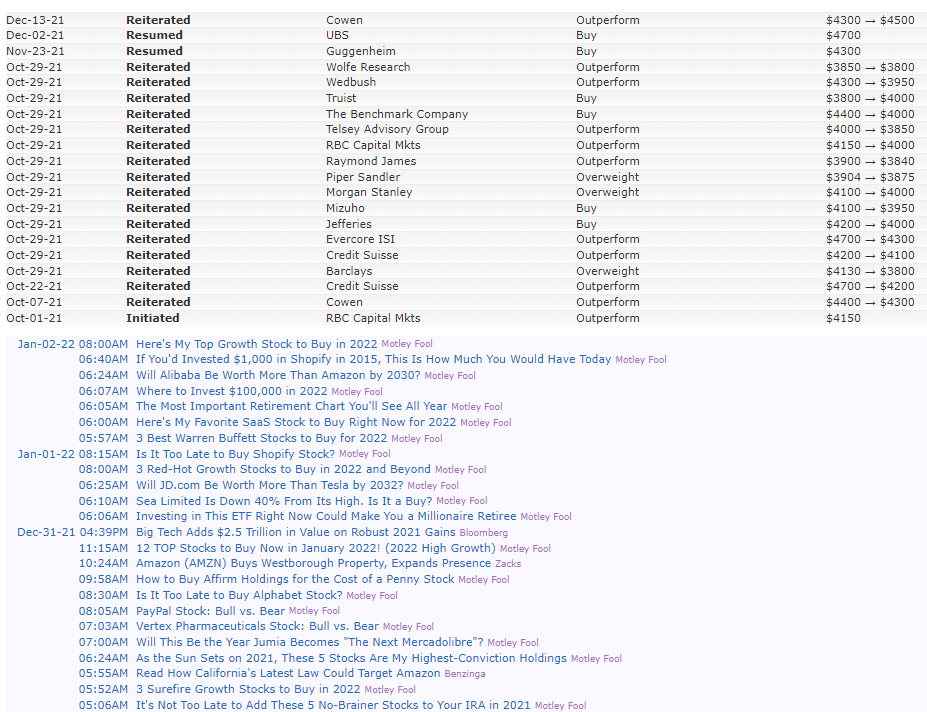 Dec-13-21 Reiterated Cowen Outperform $4300 → $4500
Dec-02-21 Resumed UBS Buy $4700
Nov-23-21 Resumed Guggenheim Buy $4300
Oct-29-21 Reiterated Wolfe Research Outperform $3850 → $3800
Oct-29-21 Reiterated Wedbush Outperform $4300 → $3950
Oct-29-21 Reiterated Truist Buy $3800 → $4000
Oct-29-21 Reiterated The Benchmark Company Buy $4400 → $4000
Oct-29-21 Reiterated Telsey Advisory Group Outperform $4000 → $3850
Oct-29-21 Reiterated RBC Capital Mkts Outperform $4150 → $4000
Oct-29-21 Reiterated Raymond James Outperform $3900 → $3840
Oct-29-21 Reiterated Piper Sandler Overweight $3904 → $3875
Oct-29-21 Reiterated Morgan Stanley Overweight $4100 → $4000
Oct-29-21 Reiterated Mizuho Buy $4100 → $3950
Oct-29-21 Reiterated Jefferies Buy $4200 → $4000
Oct-29-21 Reiterated Evercore ISI Outperform $4700 → $4300
Oct-29-21 Reiterated Credit Suisse Outperform $4200 → $4100
Oct-29-21 Reiterated Barclays Overweight $4130 → $3800
Oct-22-21 Reiterated Credit Suisse Outperform $4700 → $4200
Oct-07-21 Reiterated Cowen Outperform $4400 → $4300
Oct-01-21 Initiated RBC Capital Mkts Outperform $4150
Jan-02-22 08:00AM Here's My Top Growth Stock to Buy in 2022 Motley Fool
06:40AM If You'd Invested $1,000 in Shopify in 2015, This Is How Much You Would Have Today Motley Fool
06:24AM Will Alibaba Be Worth More Than Amazon by 2030? Motley Fool
06:07AM Where to Invest $100,000 in 2022 Motley Fool
06:05AM The Most Important Retirement Chart You'll See All Year Motley Fool
06:00AM Here's My Favorite SaaS Stock to Buy Right Now for 2022 Motley Fool
05:57AM 3 Best Warren Buffett Stocks to Buy for 2022 Motley Fool
Jan-01-22 08:15AM Is It Too Late to Buy Shopify Stock? Motley Fool
08:00AM 3 Red-Hot Growth Stocks to Buy in 2022 and Beyond Motley Fool
06:25AM Will JD.com Be Worth More Than Tesla by 2032? Motley Fool
06:10AM Sea Limited Is Down 40% From Its High. Is It a Buy? Motley Fool
06:06AM Investing in This ETF Right Now Could Make You a Millionaire Retiree Motley Fool
Dec-31-21 04:39PM Big Tech Adds $2.5 Trillion in Value on Robust 2021 Gains Bloomberg
11:15AM 12 TOP Stocks to Buy Now in January 2022! (2022 High Growth) Motley Fool
10:24AM Amazon (AMZN) Buys Westborough Property, Expands Presence Zacks
09:58AM How to Buy Affirm Holdings for the Cost of a Penny Stock Motley Fool
08:30AM Is It Too Late to Buy Alphabet Stock? Motley Fool
08:05AM PayPal Stock: Bull vs. Bear Motley Fool
07:03AM Vertex Pharmaceuticals Stock: Bull vs. Bear Motley Fool
07:00AM Will This Be the Year Jumia Becomes "The Next Mercadolibre"? Motley Fool
06:24AM As the Sun Sets on 2021, These 5 Stocks Are My Highest-Conviction Holdings Motley Fool
05:55AM Read How California's Latest Law Could Target Amazon Benzinga
05:52AM 3 Surefire Growth Stocks to Buy in 2022 Motley Fool
05:06AM It's Not Too Late to Add These 5 No-Brainer Stocks to Your IRA in 2021 Motley Fool